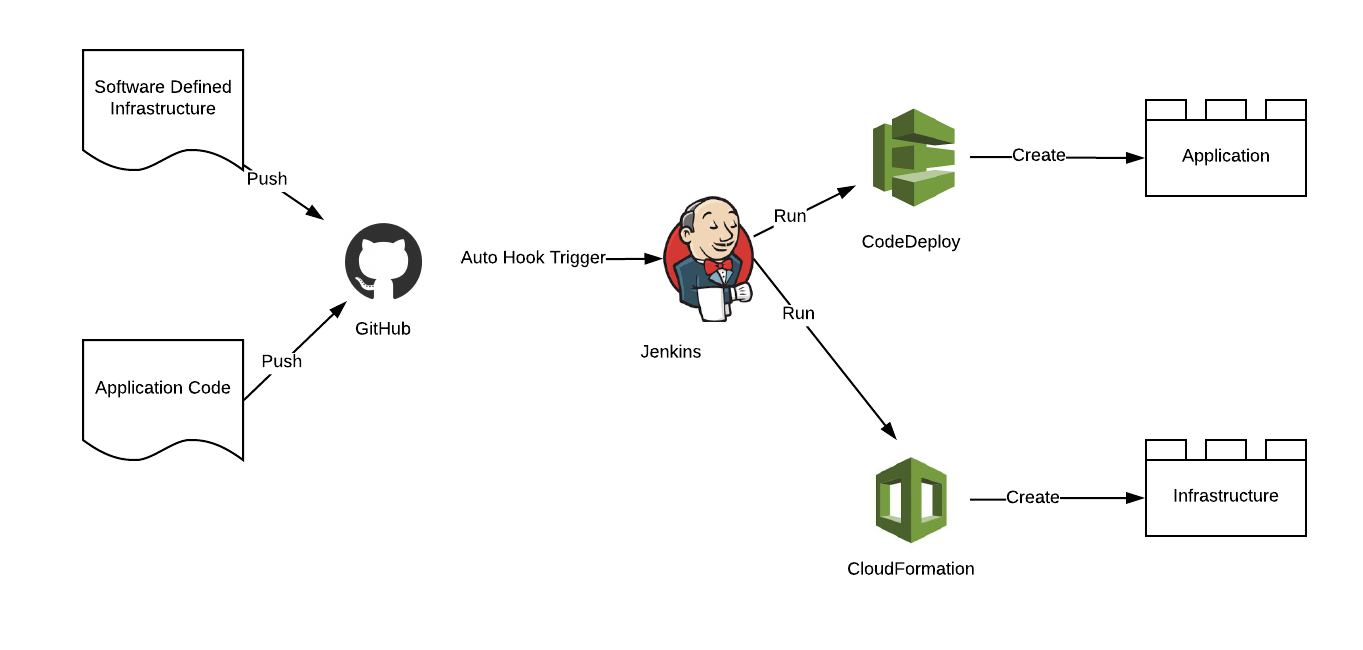 Software Defined
Infrastructure
Push
GitHub
Application Code
Push
Auto Hook Trigger
Jenkins
Run
Run
CodeDeploy
Create
Application
CloudFormation
Create
Infrastructure